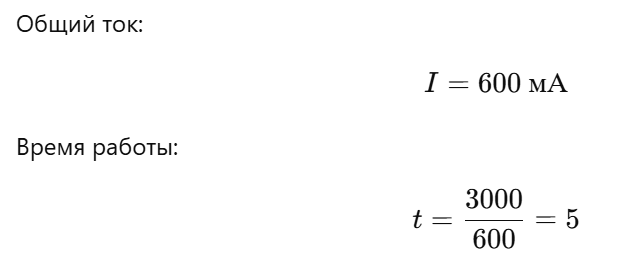 Общий ток:
I = 600 мА
Время работы:
t = 3000/600 = 5